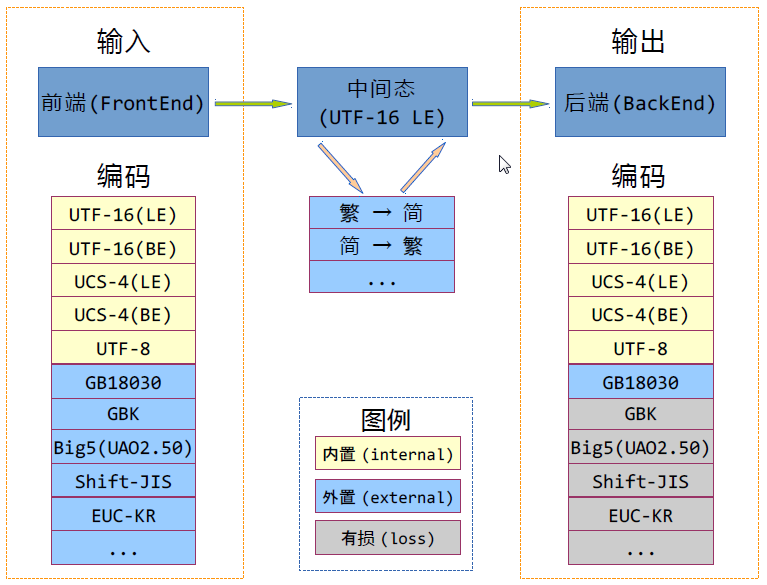 输入
前端(FrontEnd)
编码
UTF-16(LE)
UTF-16(BE)
UCS-4(LE)
UCS-4(BE)
UTF-8
GB18030
GBK
Big5(UAO2.50)
Shift-JIS
EUC-KR
...
中间态
(UTF-16 LE)
繁 → 简
简 → 繁
...
图例
内置 (internal)
外置 (external)
有损 (loss)
输出
后端(BackEnd)
编码
UTF-16(LE)
UTF-16(BE)
UCS-4(LE)
UCS-4(BE)
UTF-8
GB18030
GBK
Big5(UAO2.50)
Shift-JIS
EUC-KR
...